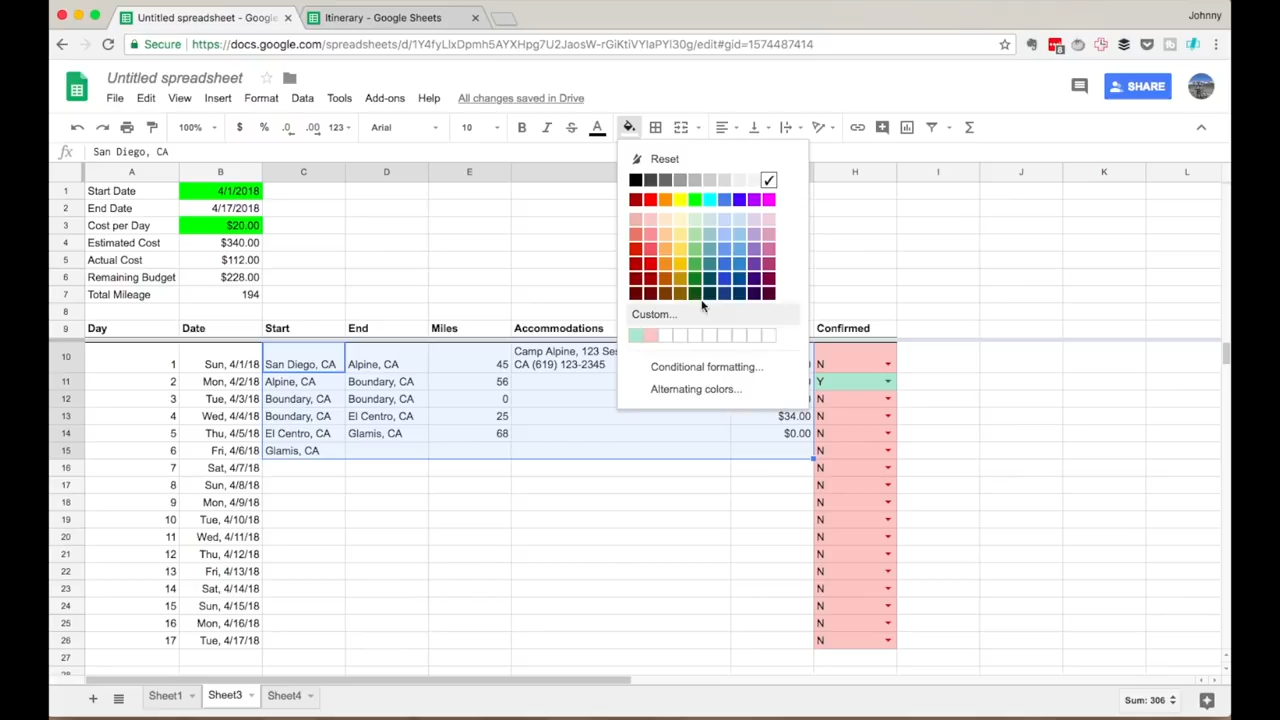 Untitled spreadsheet - Google
Itinerary - Google Sheets
Johnny
Secure
https://docs.google.com/spreadsheets/d/1Y4fyLlxDpmh5AYXHpg7U2JaosW-rGiKtiVYlaPYl30g/edit#gid=1574487414
Untitled spreadsheet
File Edit View Insert Format Data Tools Add-ons Help All changes saved in Drive
SHARE
100% $ % .0 .00 123 Arial 10 B I S A
fx San Diego, CA
Reset
Custom...
Conditional formatting...
Alternating colors...
A B C D E H I J K L
1 Start Date 4/1/2018
2 End Date 4/17/2018
3 Cost per Day $20.00
4 Estimated Cost $340.00
5 Actual Cost $112.00
6 Remaining Budget $228.00
7 Total Mileage 194
8
9 Day Date Start End Miles Accommodations Confirmed
10 1 Sun, 4/1/18 San Diego, CA Alpine, CA 45 Camp Alpine, 123 CA (619) 123-2345 N
11 2 Mon, 4/2/18 Alpine, CA Boundary, CA 56 Y
12 3 Tue, 4/3/18 Boundary, CA Boundary, CA 0 N
13 4 Wed, 4/4/18 Boundary, CA El Centro, CA 25 $34.00 N
14 5 Thu, 4/5/18 El Centro, CA Glamis, CA 68 $0.00 N
15 6 Fri, 4/6/18 Glamis, CA N
16 7 Sat, 4/7/18 N
17 8 Sun, 4/8/18 N
18 9 Mon, 4/9/18 N
19 10 Tue, 4/10/18 N
20 11 Wed, 4/11/18 N
21 12 Thu, 4/12/18 N
22 13 Fri, 4/13/18 N
23 14 Sat, 4/14/18 N
24 15 Sun, 4/15/18 N
25 16 Mon, 4/16/18 N
26 17 Tue, 4/17/18 N
27
Sheet1 Sheet3 Sheet4
Sum: 306